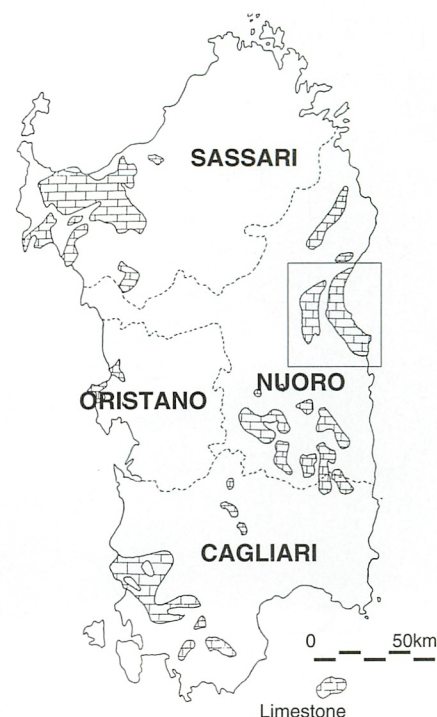 SASSARI
NUORO
ORISTANO
CAGLIARI
0 50km
Limestone